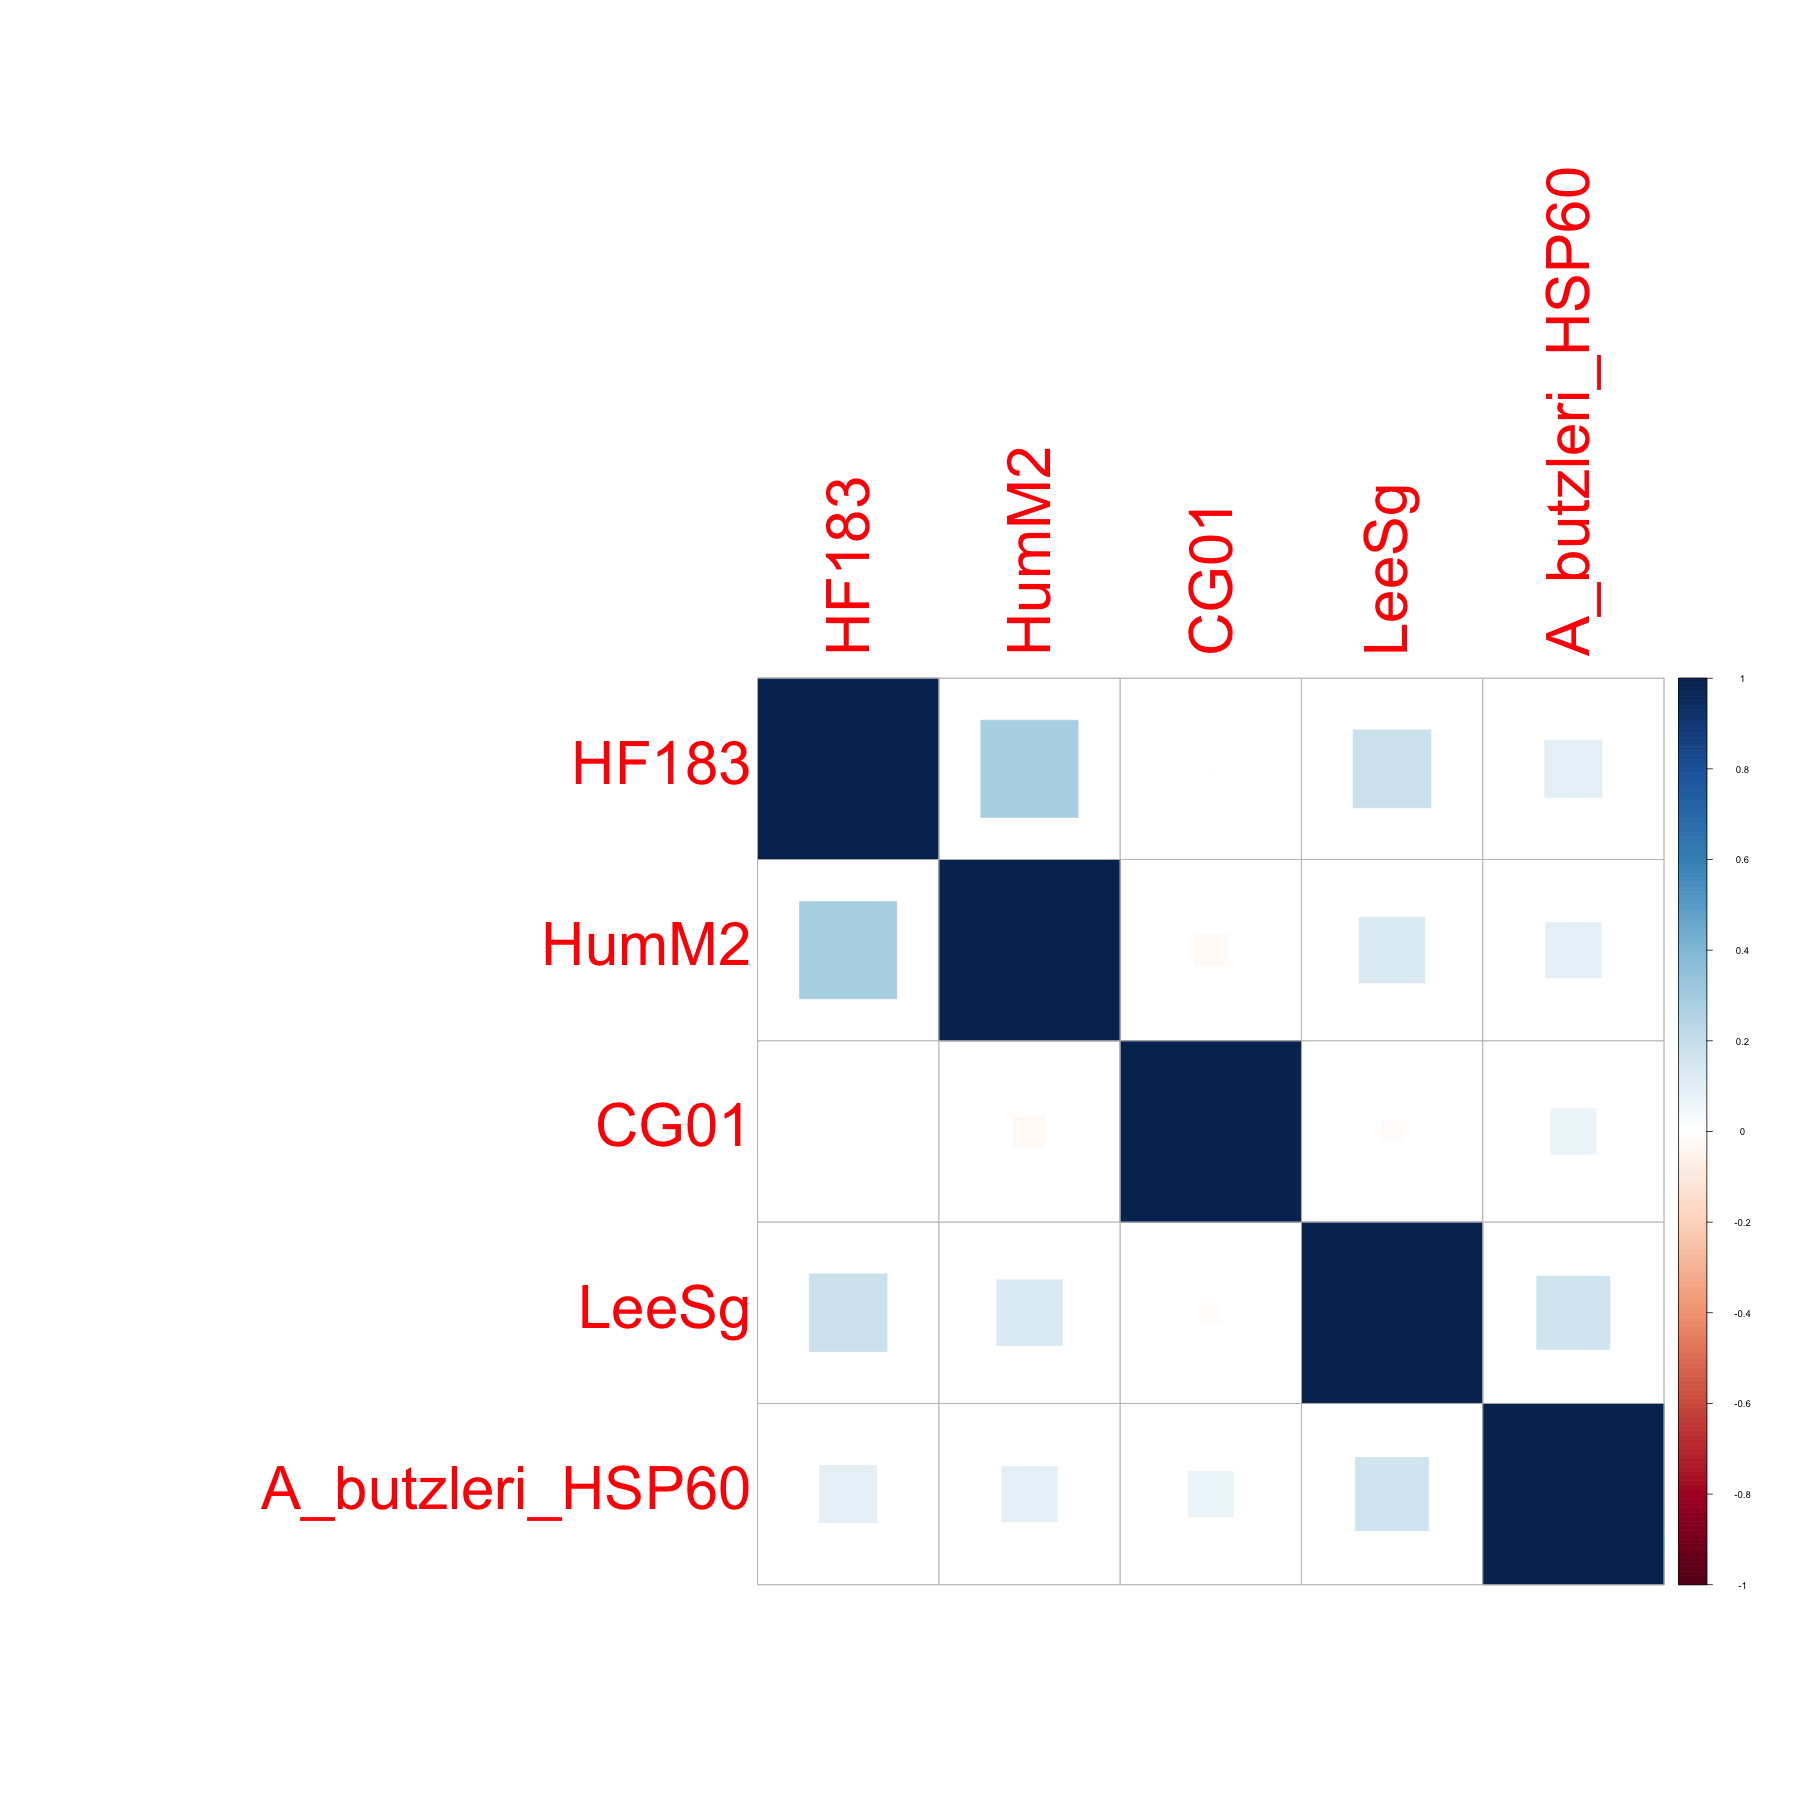 HF183
HumM2
CG01
LeeSg
A_butzleri_HSP60
HF183
HumM2
CG01
LeeSg
A_butzleri_HSP60
1
0.8
0.6
0.4
0.2
0
-0.2
-0.4
-0.6
-0.8
-1